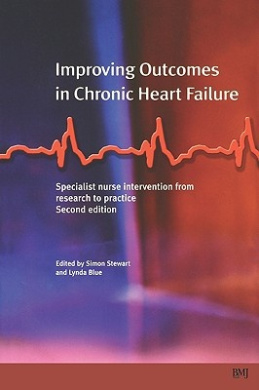 Improving Outcomes
in Chronic Heart Failure
Specialist nurse intervention from
research to practice
Second edition
Edited by Simon Stewart
and Lynda Blue
BMJ